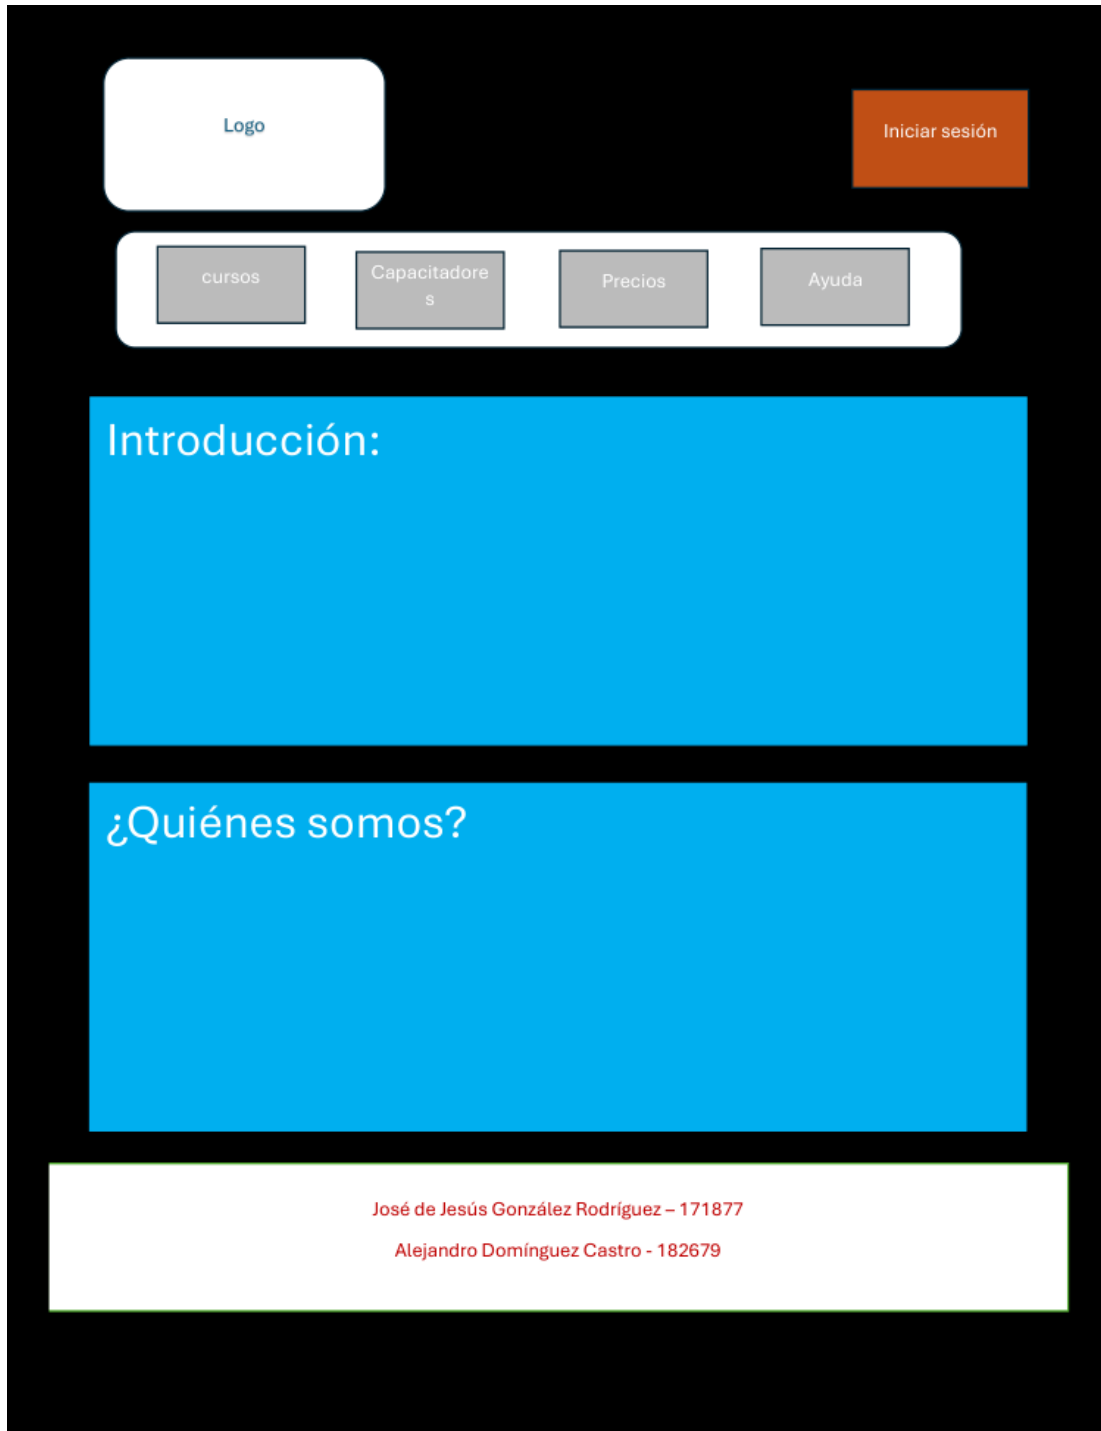 Logo
Iniciar sesión
cursos
Capacitadore
s
Precios
Ayuda
Introducción:
¿Quiénes somos?
José de Jesús González Rodríguez – 171877
Alejandro Domínguez Castro - 182679